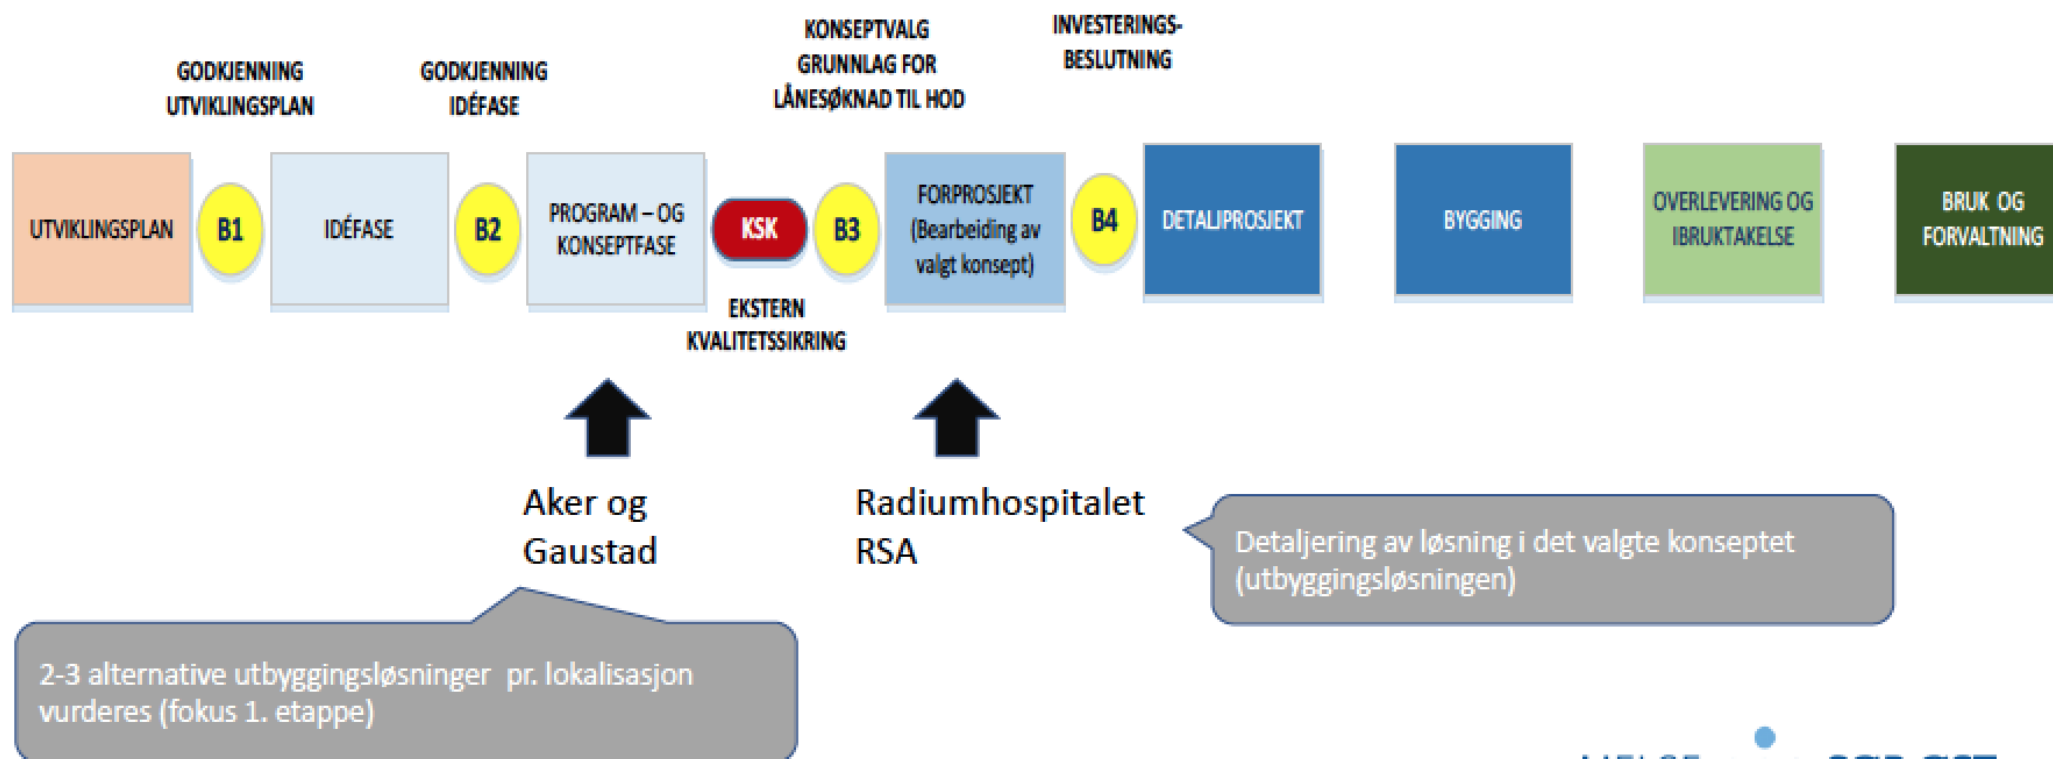 GODKJENNING
UTVIKLINGSPLAN
GODKJENNING
IDÉFASE
KONSEPTVALG
GRUNNLAG FOR
LÅNESØKNAD TIL HOD
INVESTERINGS-
BESLUTNING
UTVIKLINGSPLAN
B1
IDÉFASE
B2
PROGRAM – OG
KONSEPTFASE
KSK
B3
FORPROSJEKT
(Bearbeiding av
valgt konsept)
B4
DETALJPROSJEKT
BYGGING
OVERLEVERING OG
IBRUKTAKELSE
BRUK OG
FORVALTNING
EKSTERN
KVALITETSSIKRING
Aker og
Gaustad
Radiumhospitalet
RSA
Detaljering av løsning i det valgte konseptet
(utbyggingsløsningen)
2-3 alternative utbyggingsløsninger pr. lokalisasjon
vurderes (fokus 1. etappe)